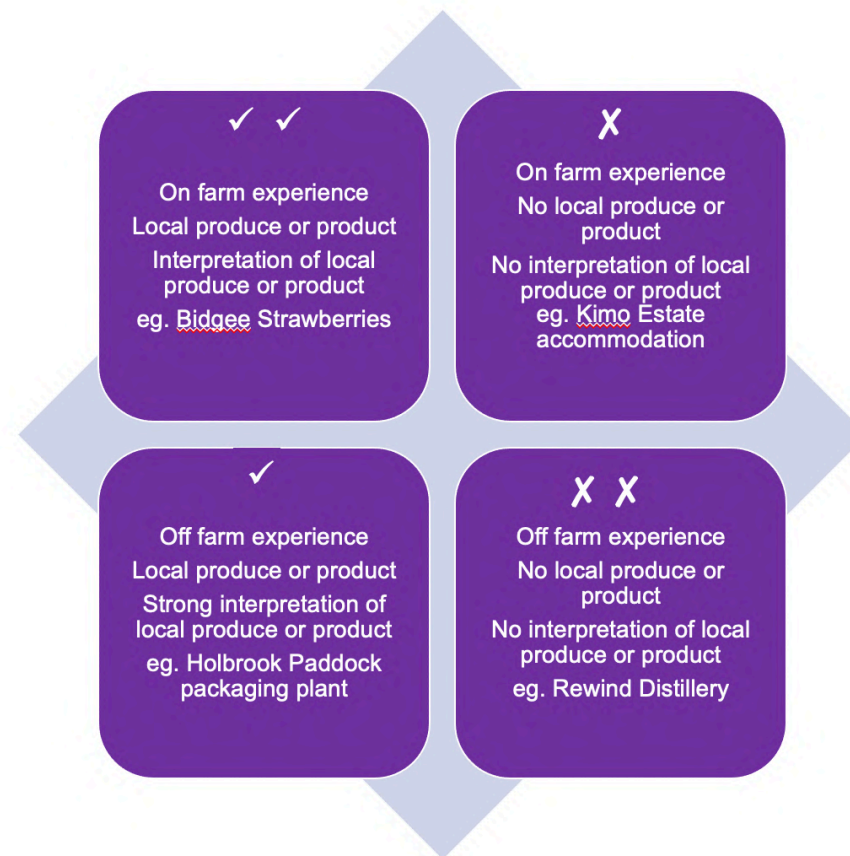 ✓ ✓
On farm experience
Local produce or product
Interpretation of local
produce or product
eg. Bidgee Strawberries
✗
On farm experience
No local produce or
product
No interpretation of local
produce or product
eg. Kimo Estate
accommodation
✓
Off farm experience
Local produce or product
Strong interpretation of
local produce or product
eg. Holbrook Paddock
packaging plant
✗ ✗
Off farm experience
No local produce or
product
No interpretation of local
produce or product
eg. Rewind Distillery